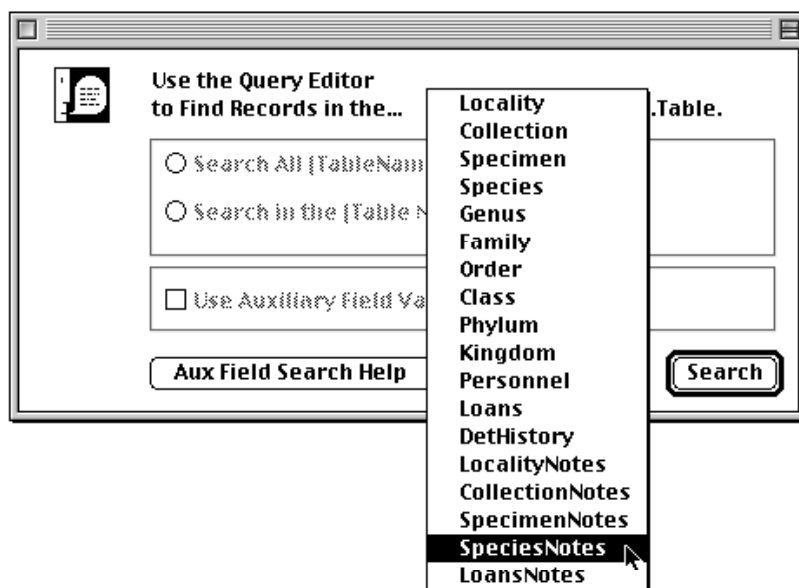 Use the Query Editor
to Find Records in the... .Table.
Search All [TableNam
Search in the [Table N
Use Auxiliary Field Va
Aux Field Search Help
Search
Locality
Collection
Specimen
Species
Genus
Family
Order
Class
Phylum
Kingdom
Personnel
Loans
DetHistory
LocalityNotes
CollectionNotes
SpecimenNotes
SpeciesNotes
LoansNotes